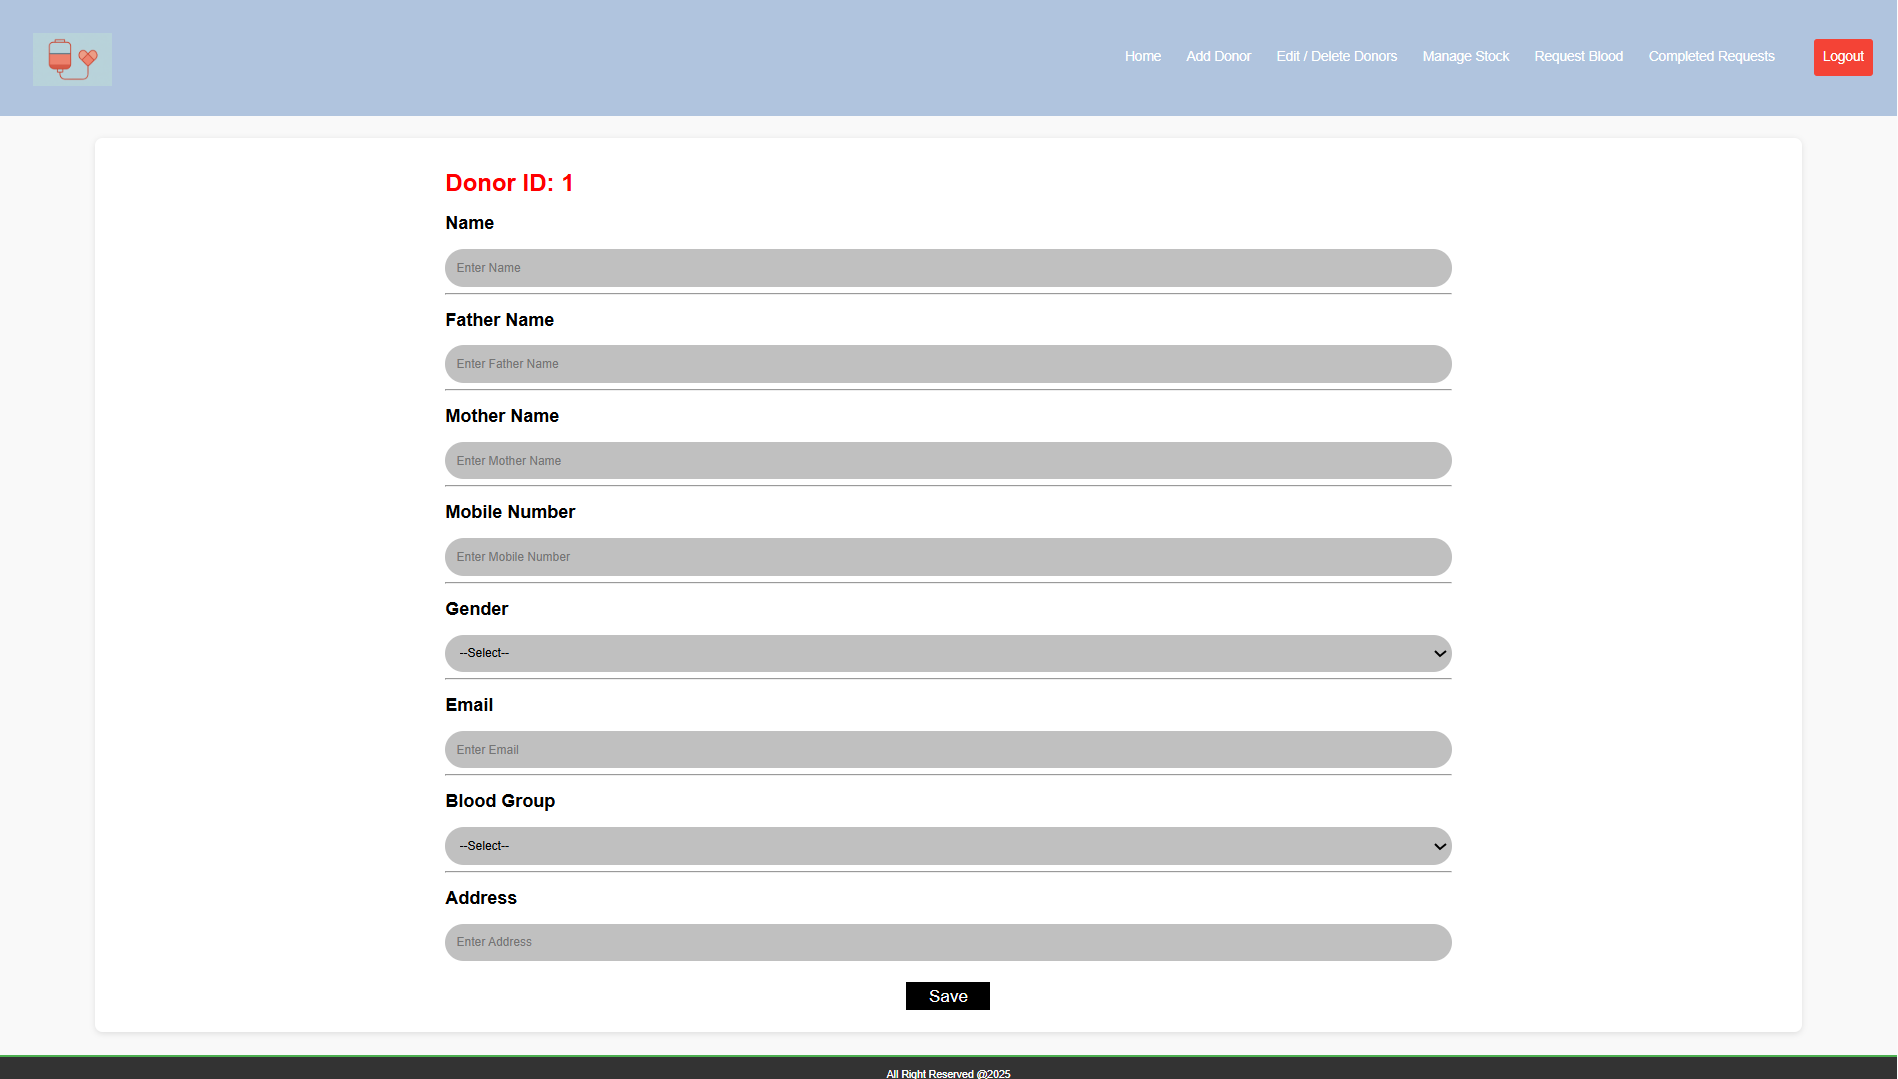 Home Add Donor Edit / Delete Donors Manage Stock Request Blood Completed Requests Logout
Donor ID: 1
Name
Enter Name
Father Name
Enter Father Name
Mother Name
Enter Mother Name
Mobile Number
Enter Mobile Number
Gender
--Select--
Email
Enter Email
Blood Group
--Select--
Address
Enter Address
Save
All Right Reserved @2025